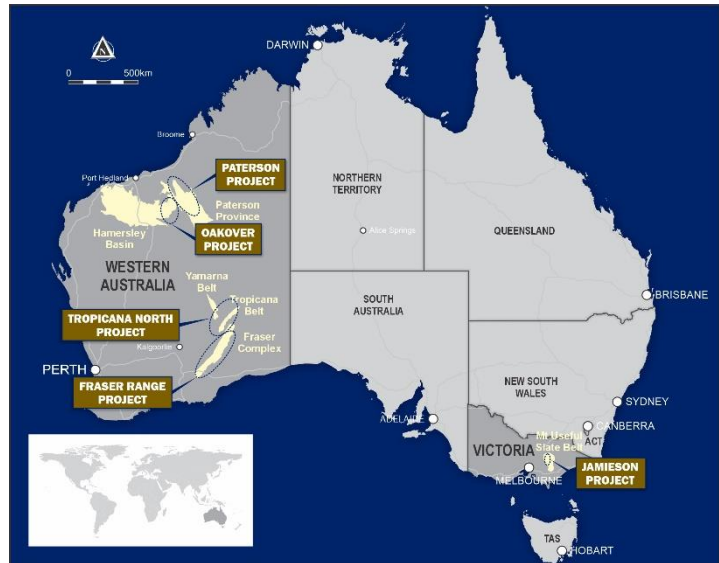 DARWIN
N
0 500km
Broome
Port Hedland
PATERSON
PROJECT
NORTHERN
TERRITORY
Paterson
Province
Hamersley
Basin
OAKOVER
PROJECT
Alice Springs
QUEENSLAND
WESTERN
AUSTRALIA
Yamarna
Belt
Tropicana
Belt
SOUTH
AUSTRALIA
BRISBANE
TROPICANA NORTH
PROJECT
Fraser
Complex
Kalgoorlie
PERTH
FRASER RANGE
PROJECT
NEW SOUTH
WALES
SYDNEY
ADELAIDE
CANBERRA
ACT
VICTORIA
Mt Useful
Slate Belt
MELBOURNE
JAMIESON
PROJECT
TAS
HOBART